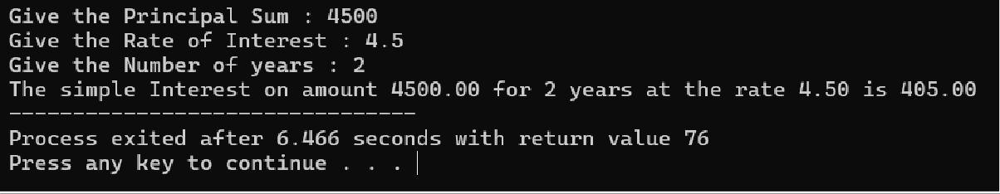 Give the Principal Sum : 4500
Give the Rate of Interest : 4.5
Give the Number of years : 2
The simple Interest on amount 4500.00 for 2 years at the rate 4.50 is 405.00
--------------------------------
Process exited after 6.466 seconds with return value 76
Press any key to continue . . .